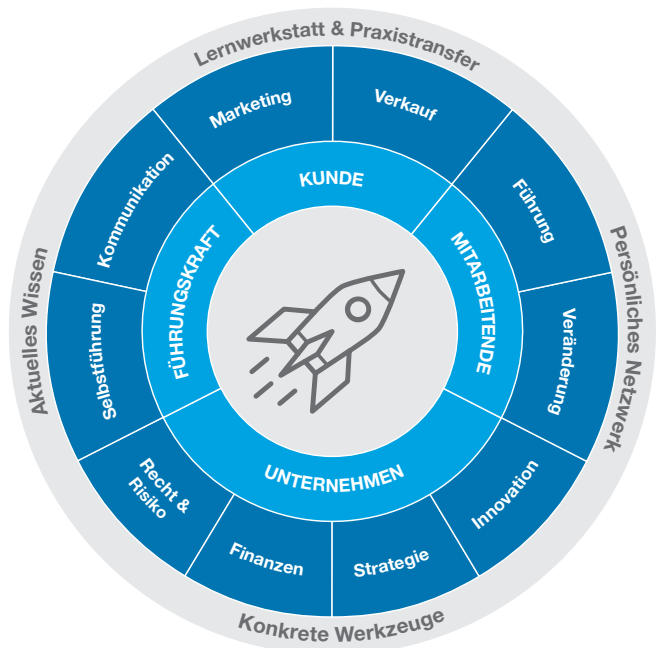 Lernwerkstatt & Praxistransfer
Marketing
Verkauf
Kommunikation
KUNDE
Führung
FÜHRUNGSKRAFT
MITARBEITENDE
Aktuelles Wissen
Persönliches Netzwerk
Selbstführung
Veränderung
UNTERNEHMEN
Recht &
Risiko
Innovation
Finanzen
Strategie
Konkrete Werkzeuge